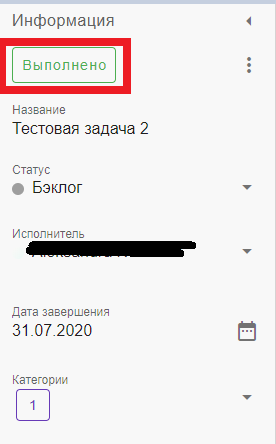 Информация
Выполнено
Название
Тестовая задача 2
Статус
Бэклог
Исполнитель
Дата завершения
31.07.2020
Категории
1